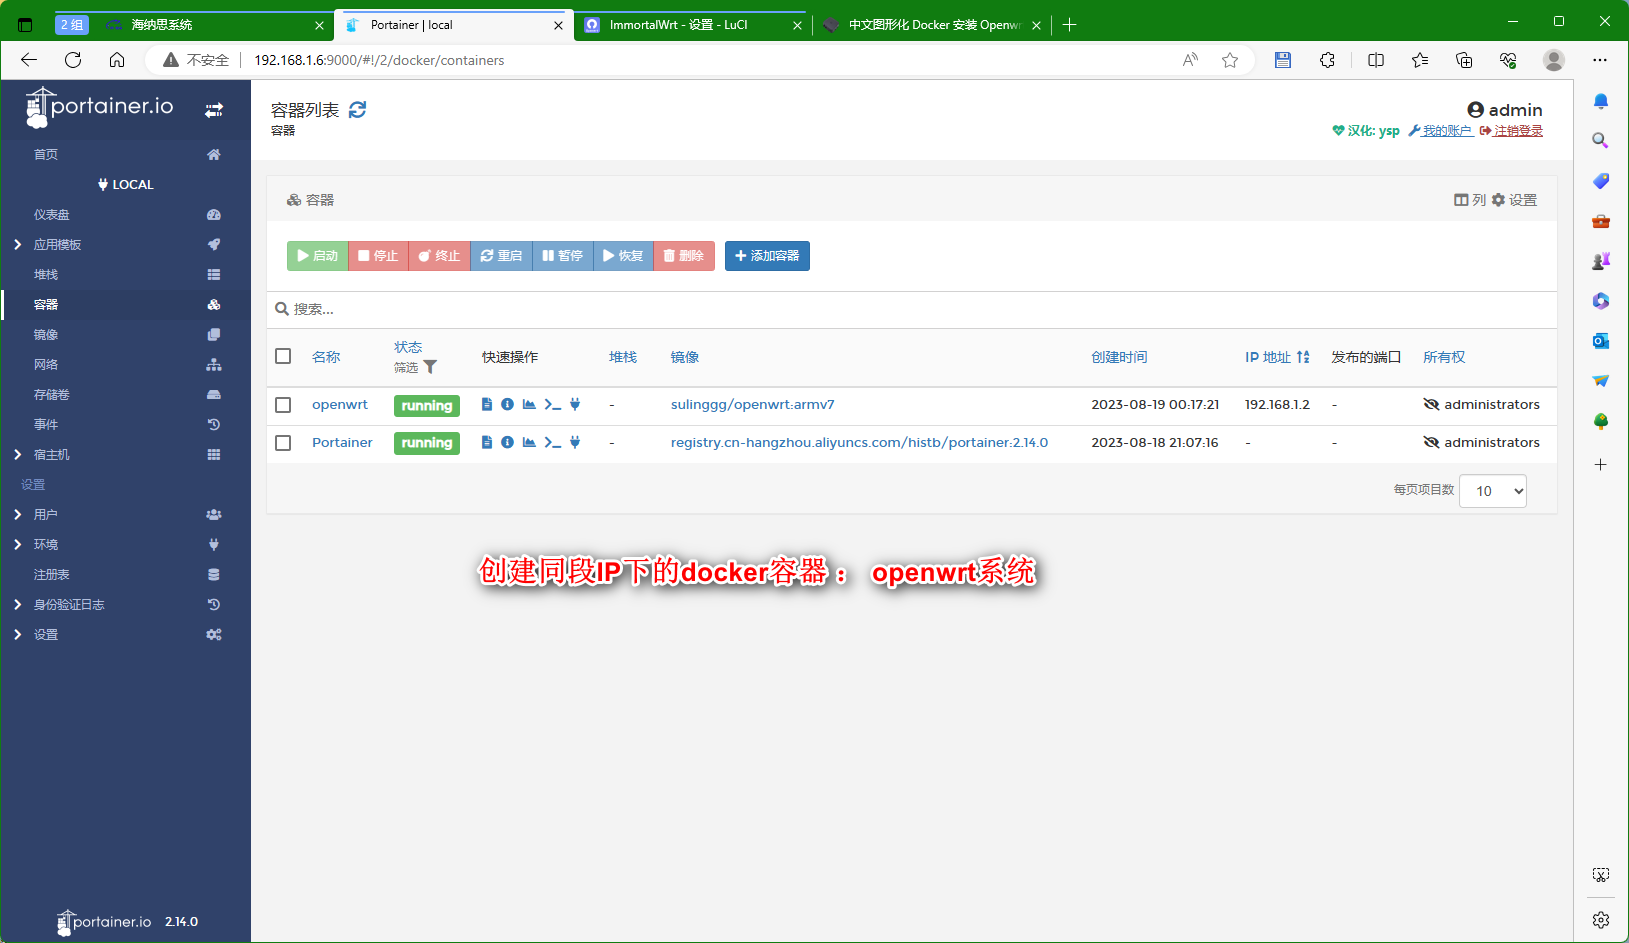 2 组
海纳思系统
Portainer | local
ImmortalWrt - 设置 - LuCI
中文图形化 Docker 安装 Openwr
不安全
192.168.1.6:9000/#!/2/docker/containers
portainer.io
首页
LOCAL
仪表盘
应用模板
堆栈
容器
镜像
网络
存储卷
事件
宿主机
设置
用户
环境
注册表
身份验证日志
设置
portainer.io 2.14.0
容器列表
容器
admin
汉化: ysp 我的账户 注销登录
容器
列 设置
启动 停止 终止 重启 暂停 恢复 删除 添加容器
搜索...
名称 状态 筛选 快速操作 堆栈 镜像 创建时间 IP 地址 发布的端口 所有权
openwrt running - sulinggg/openwrt:armv7 2023-08-19 00:17:21 192.168.1.2 - administrators
Portainer running - registry.cn-hangzhou.aliyuncs.com/histb/portainer:2.14.0 2023-08-18 21:07:16 - - administrators
每页项目数 10
创建同段IP下的docker容器： openwrt系统